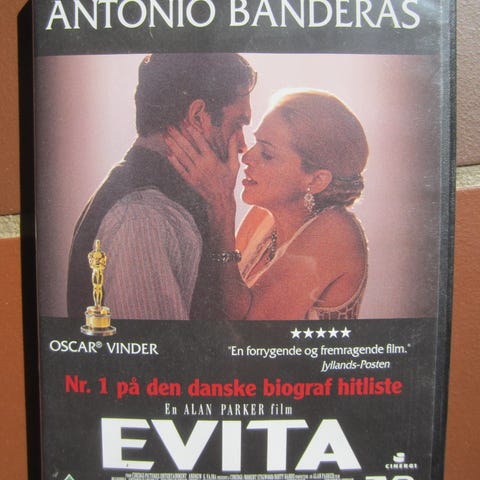 ANTONIO BANDERAS
OSCAR® VINDER
★★★★★
"En forrygende og fremragende film."
Jyllands-Posten
Nr. 1 på den danske biograf hitliste
En ALAN PARKER film
EVITA
CINERGI